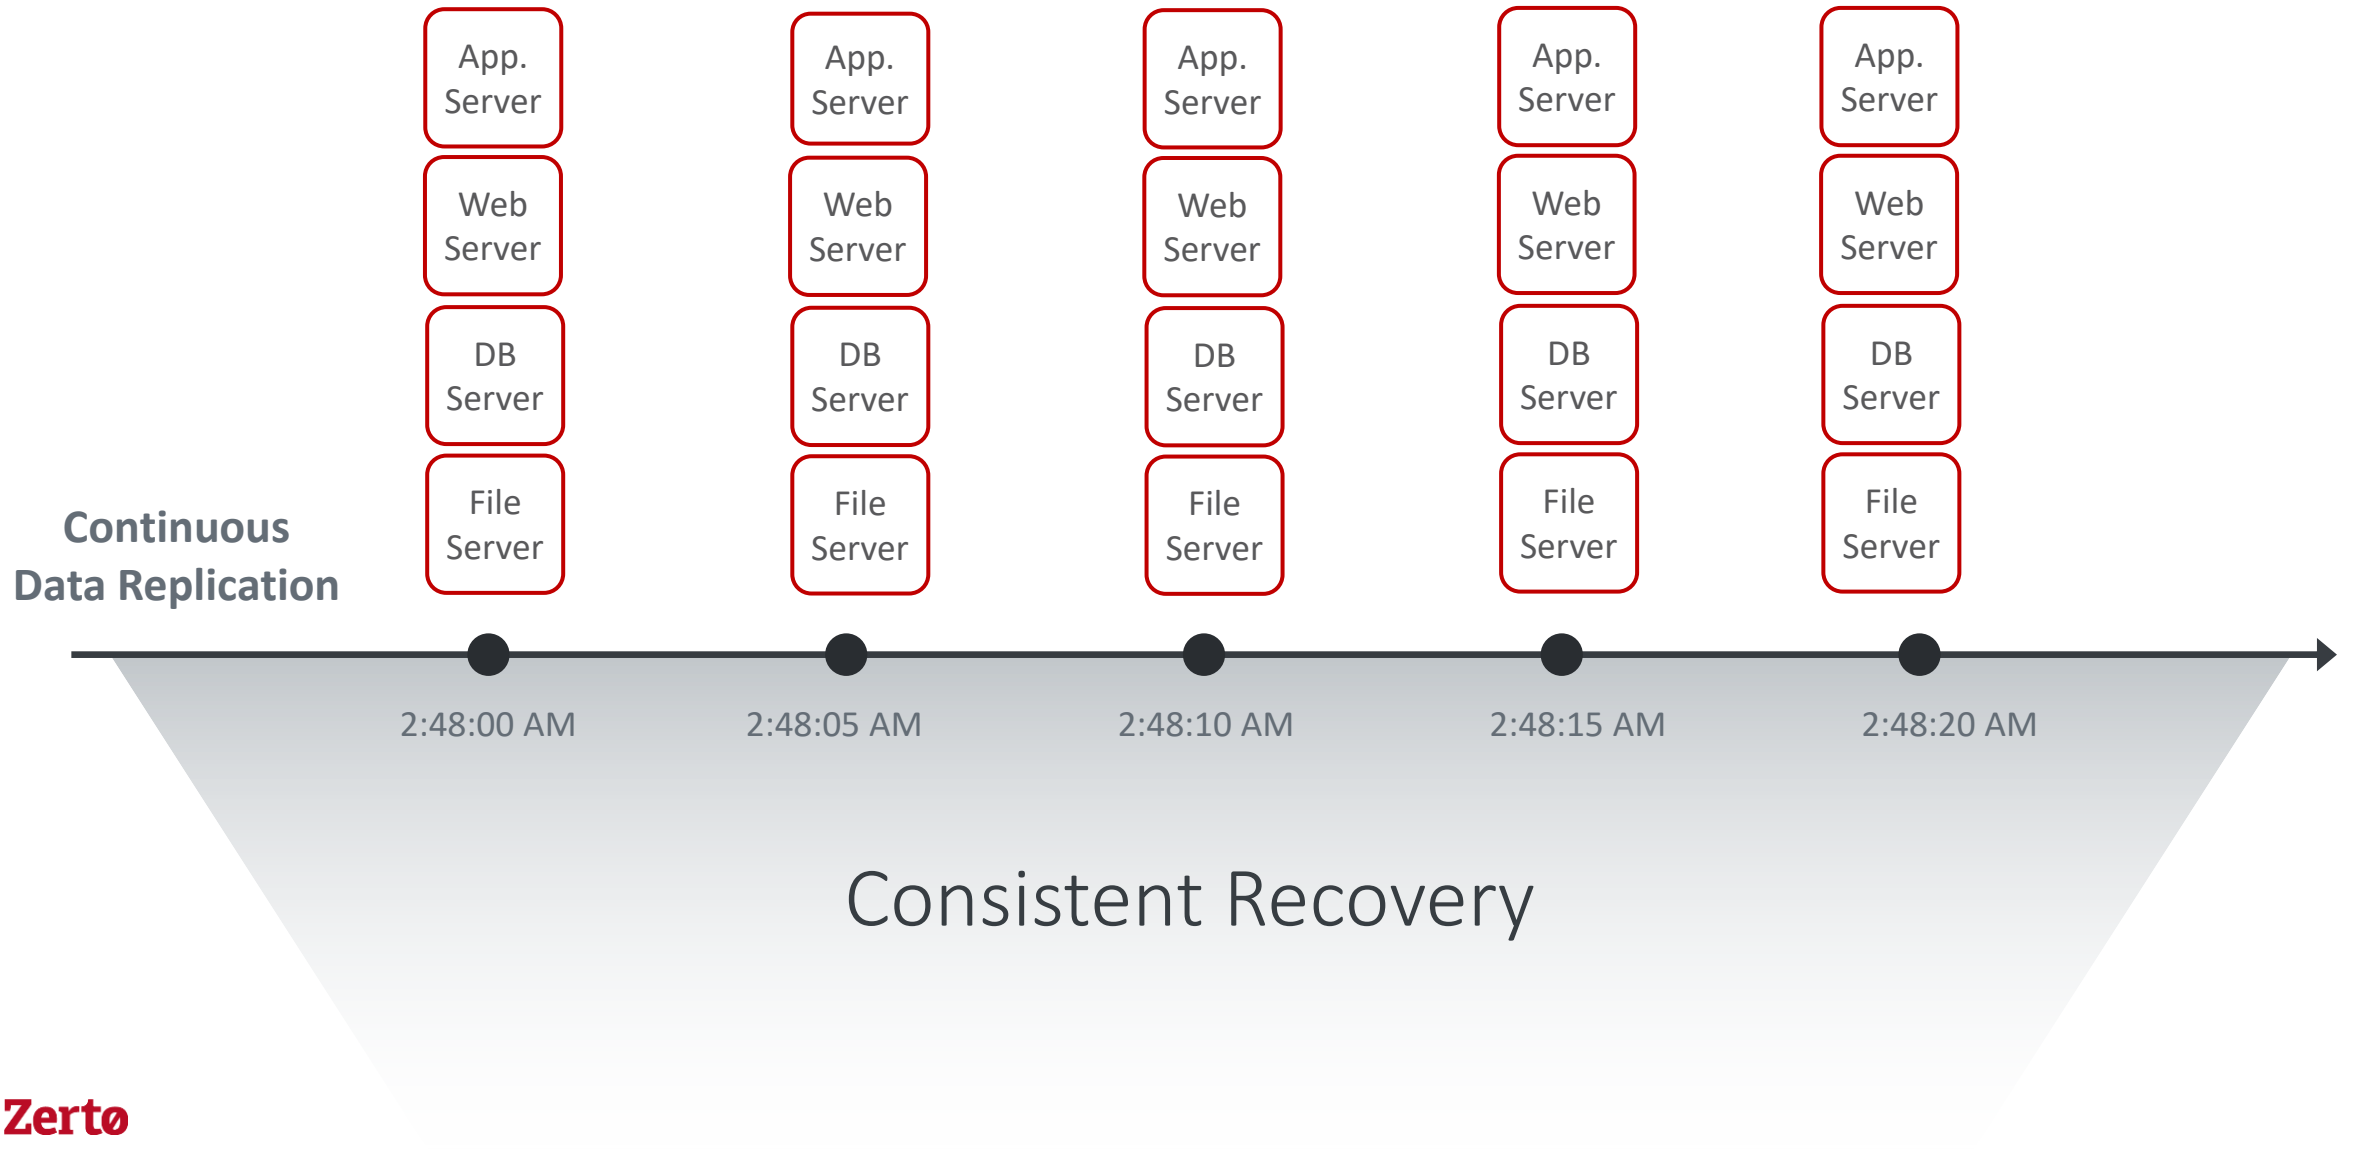 App.
Server
App.
Server
App.
Server
App.
Server
App.
Server
Web
Server
Web
Server
Web
Server
Web
Server
Web
Server
DB
Server
DB
Server
DB
Server
DB
Server
DB
Server
File
Server
File
Server
File
Server
File
Server
File
Server
Continuous
Data Replication
2:48:00 AM
2:48:05 AM
2:48:10 AM
2:48:15 AM
2:48:20 AM
Consistent Recovery
Zertø